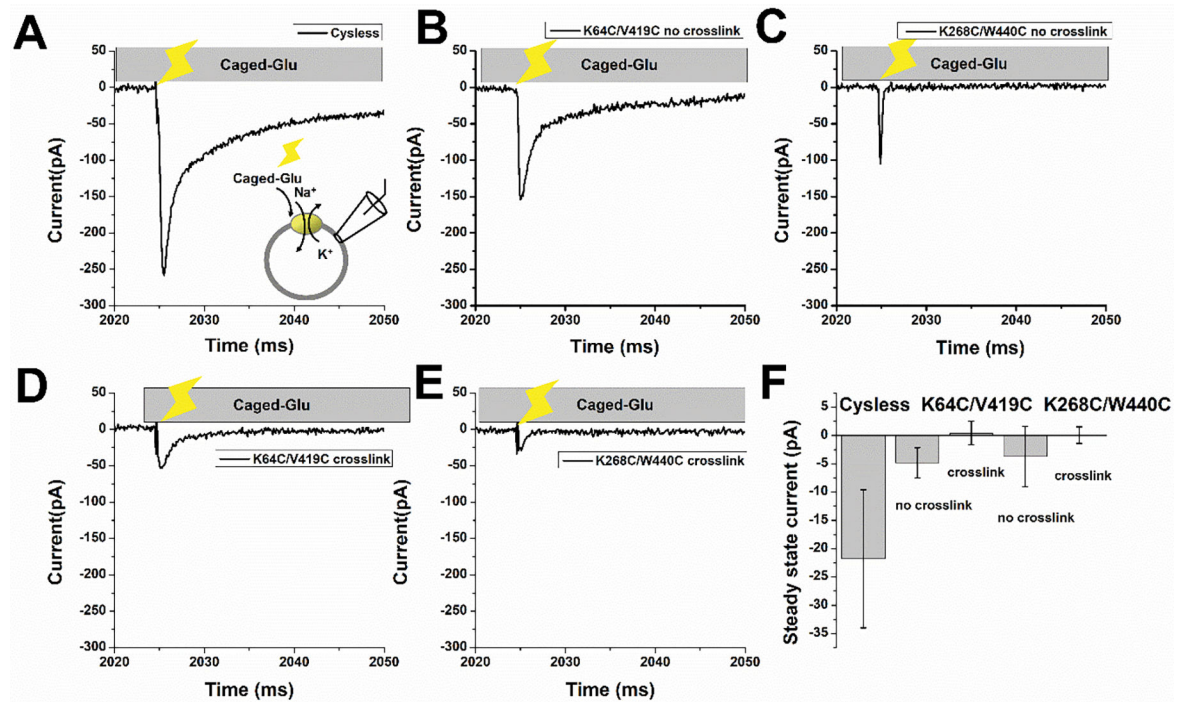 A
Cysless
Caged-Glu
50
0
-50
-100
-150
-200
-250
-300
Current(pA)
Caged-Glu
Na+
K+
2020 2030 2040 2050
Time (ms)
B
K64C/V419C no crosslink
Caged-Glu
50
0
-50
-100
-150
-200
-250
-300
Current(pA)
2020 2030 2040 2050
Time (ms)
C
K268C/W440C no crosslink
Caged-Glu
50
0
-50
-100
-150
-200
-250
-300
Current(pA)
2020 2030 2040 2050
Time (ms)
D
Caged-Glu
K64C/V419C crosslink
50
0
-50
-100
-150
-200
-250
-300
Current(pA)
2020 2030 2040 2050
Time (ms)
E
Caged-Glu
K268C/W440C crosslink
50
0
-50
-100
-150
-200
-250
-300
Current(pA)
2020 2030 2040 2050
Time (ms)
F
Cysless K64C/V419C K268C/W440C
5
0
-5
-10
-15
-20
-25
-30
-35
Steady state current (pA)
crosslink
crosslink
no crosslink
no crosslink